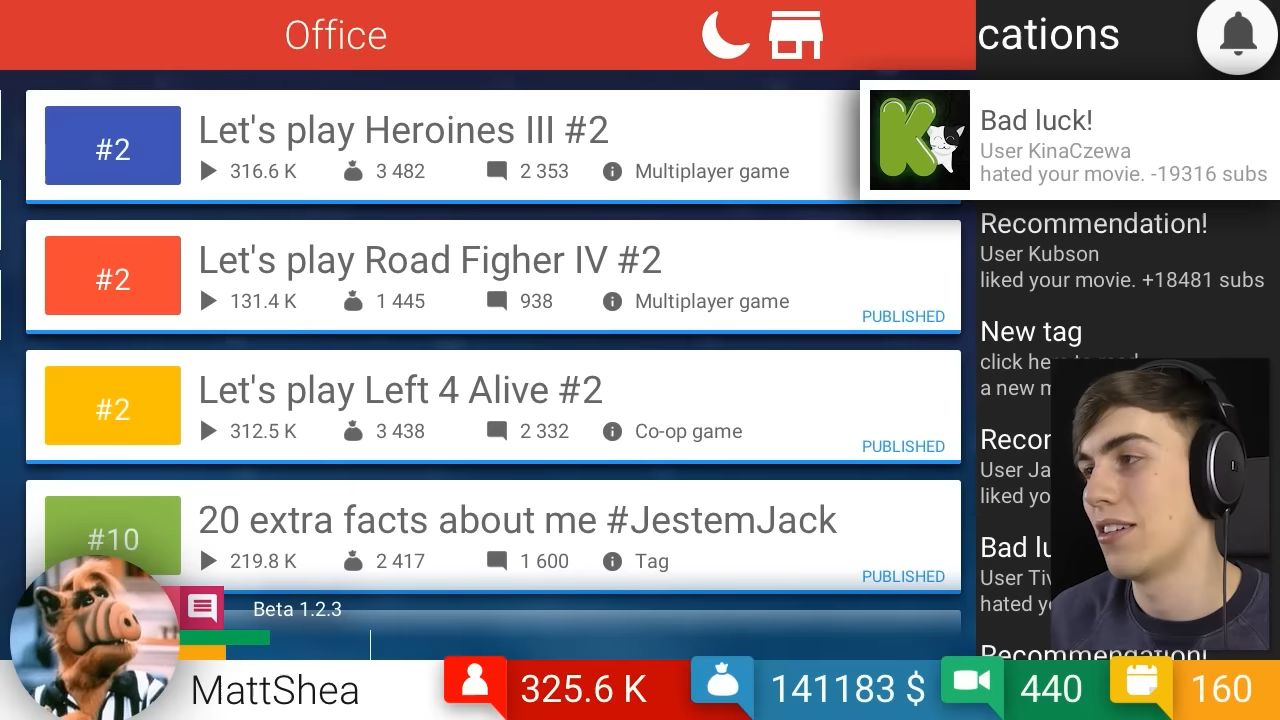 Office
cations
#2
Let's play Heroines III #2
316.6 K 3 482 2 353 Multiplayer game
K
Bad luck!
User KinaCzewa
hated your movie. -19316 subs
#2
Let's play Road Figher IV #2
131.4 K 1 445 938 Multiplayer game
PUBLISHED
Recommendation!
User Kubson
liked your movie. +18481 subs
#2
Let's play Left 4 Alive #2
312.5 K 3 438 2 332 Co-op game
PUBLISHED
New tag
click here to read
a new m
#10
20 extra facts about me #JestemJack
219.8 K 2 417 1 600 Tag
PUBLISHED
Recor
User Ja
liked yo
Bad lu
User Tiv
hated yo
Recommendation!
Beta 1.2.3
MattShea
325.6 K
141183 $
440
160